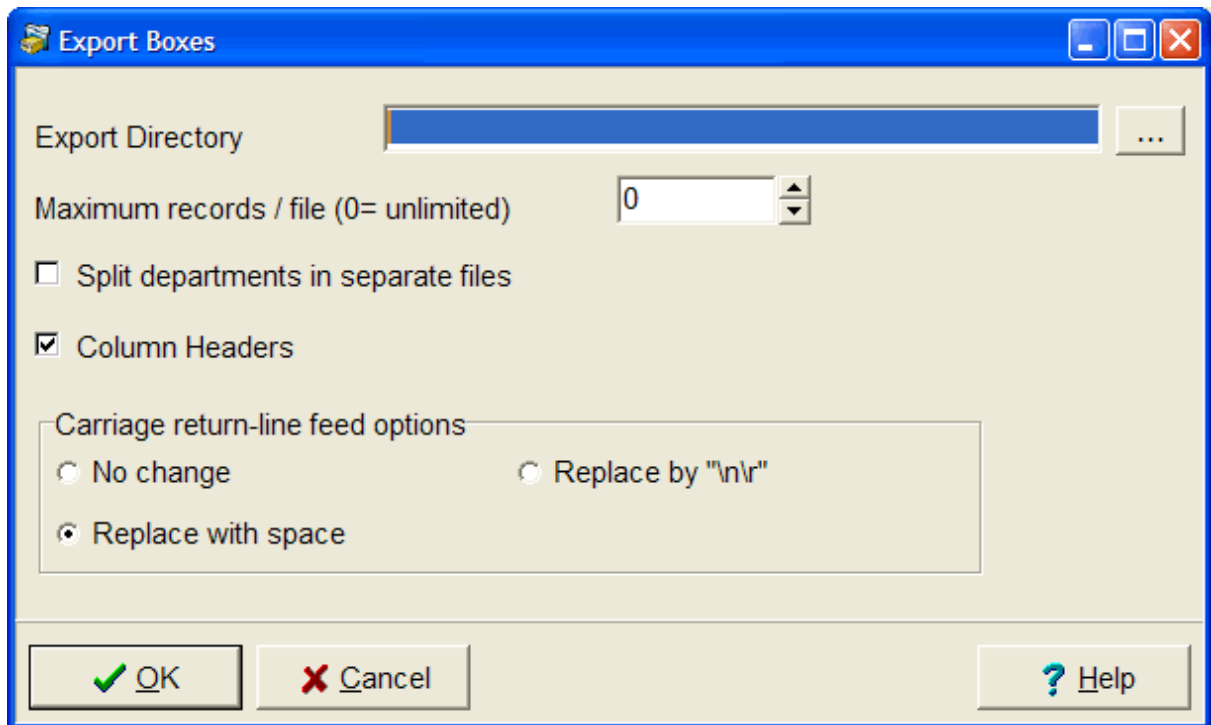 Export Boxes
Export Directory ...
Maximum records / file (0= unlimited) 0
Split departments in separate files
Column Headers
Carriage return-line feed options
No change Replace by "\n\r"
Replace with space
OK Cancel ? Help